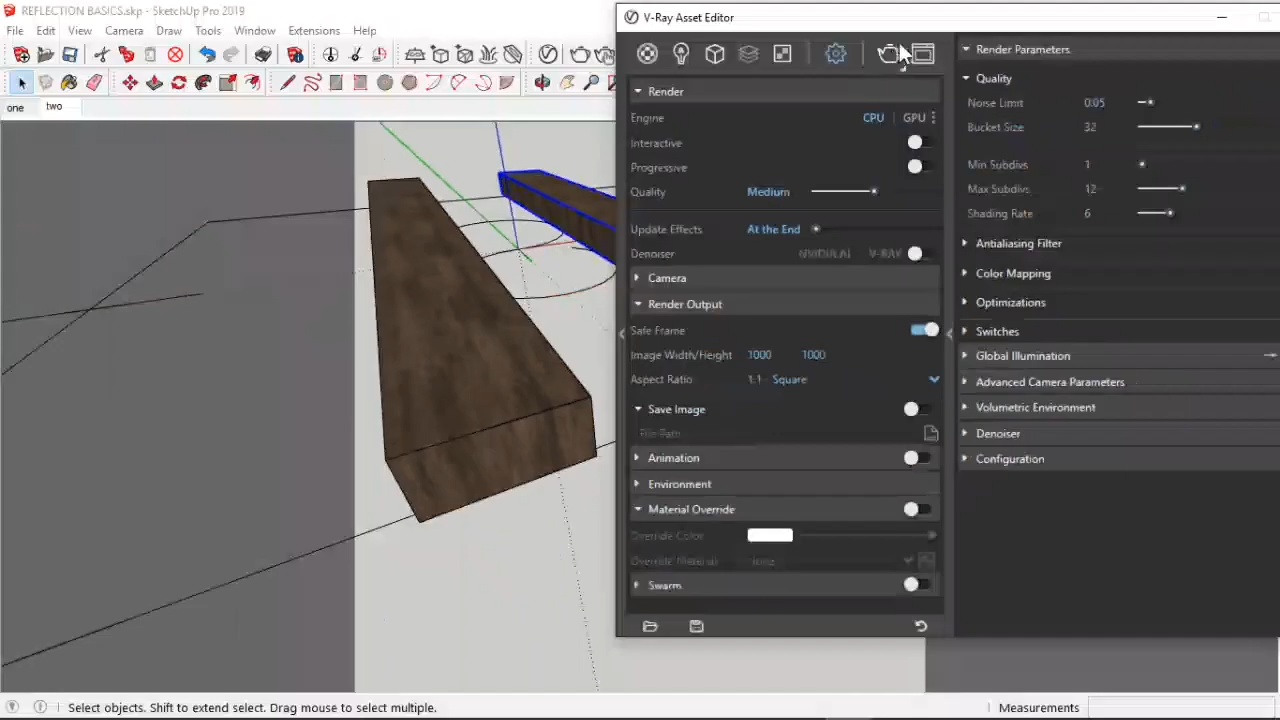 REFLECTION BASICS.skp - SketchUp Pro 2019
File Edit View Camera Draw Tools Window Extensions Help
one two
V-Ray Asset Editor
Render
Engine CPU GPU
Interactive
Progressive
Quality Medium
Update Effects At the End
Denoiser NVIDIA AI V-RAY
Camera
Render Output
Safe Frame
Image Width/Height 1000 1000
Aspect Ratio 1:1 Square
Save Image
File Path
Animation
Environment
Material Override
Override Color
Override Material None
Swarm
Render Parameters
Quality
Noise Limit 0.05
Bucket Size 32
Min Subdivs 1
Max Subdivs 12
Shading Rate 6
Antialiasing Filter
Color Mapping
Optimizations
Switches
Global Illumination
Advanced Camera Parameters
Volumetric Environment
Denoiser
Configuration
Select objects. Shift to extend select. Drag mouse to select multiple.
Measurements